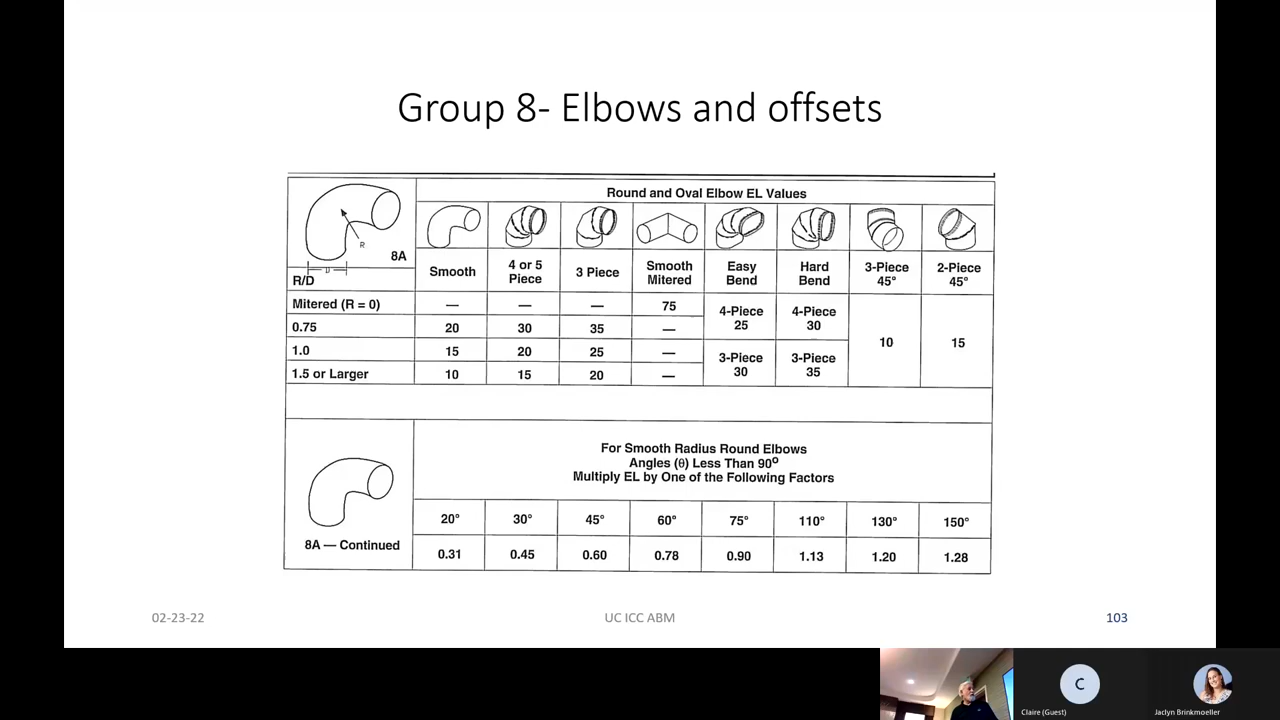 Group 8- Elbows and offsets
Round and Oval Elbow EL Values
R
D
8A
R/D
Smooth
4 or 5
Piece
3 Piece
Smooth
Mitered
Easy
Bend
Hard
Bend
3-Piece
45°
2-Piece
45°
Mitered (R = 0) — — — 75
4-Piece
25
4-Piece
30
10
15
0.75 20 30 35 —
1.0 15 20 25 —
3-Piece
30
3-Piece
35
1.5 or Larger 10 15 20 —
For Smooth Radius Round Elbows
Angles (θ) Less Than 90°
Multiply EL by One of the Following Factors
8A — Continued
20° 30° 45° 60° 75° 110° 130° 150°
0.31 0.45 0.60 0.78 0.90 1.13 1.20 1.28
02-23-22
UC ICC ABM
103
C
Claire (Guest)
Jaclyn Brinkmoeller